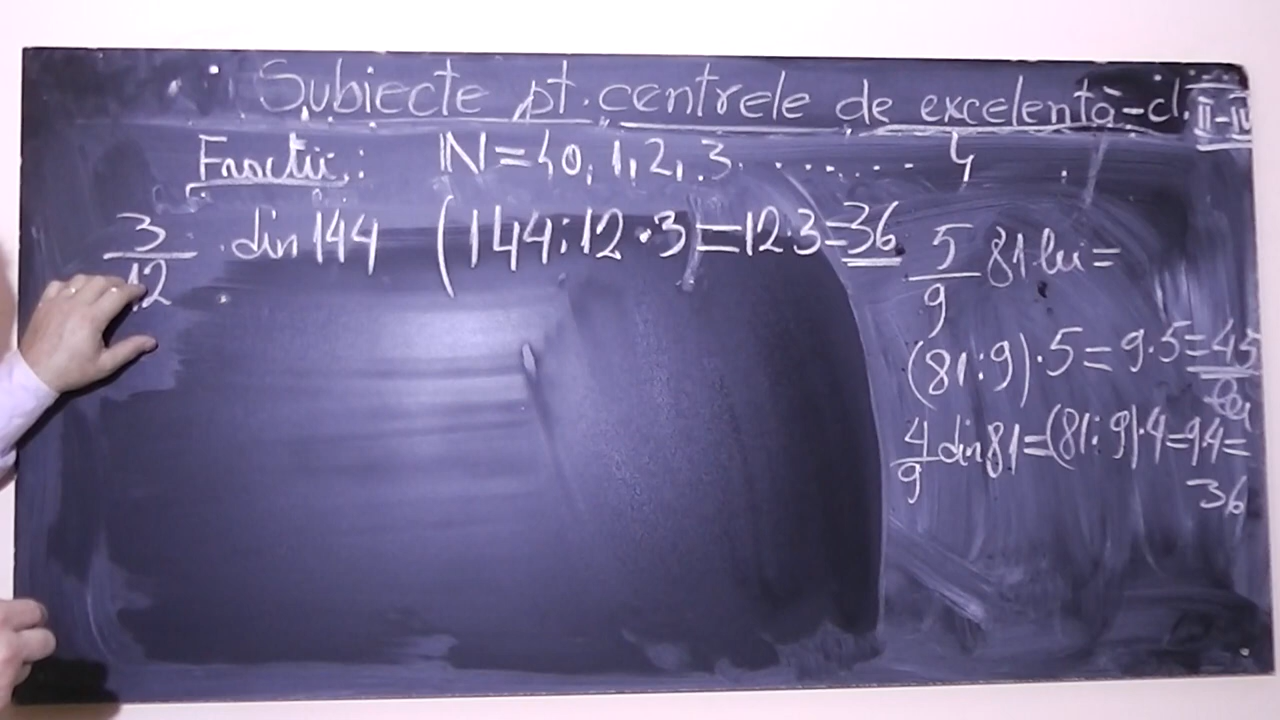 Subiecte pt. centrele de excelență-cl. II-IV
Fracții: N={0,1,2,3.......}
3/12 din 144 (144:12·3)=12·3=36
5/9 81 lei=
(81:9)·5=9·5=45
lei
4/9 din 81=(81:9)·4=9·4=
36